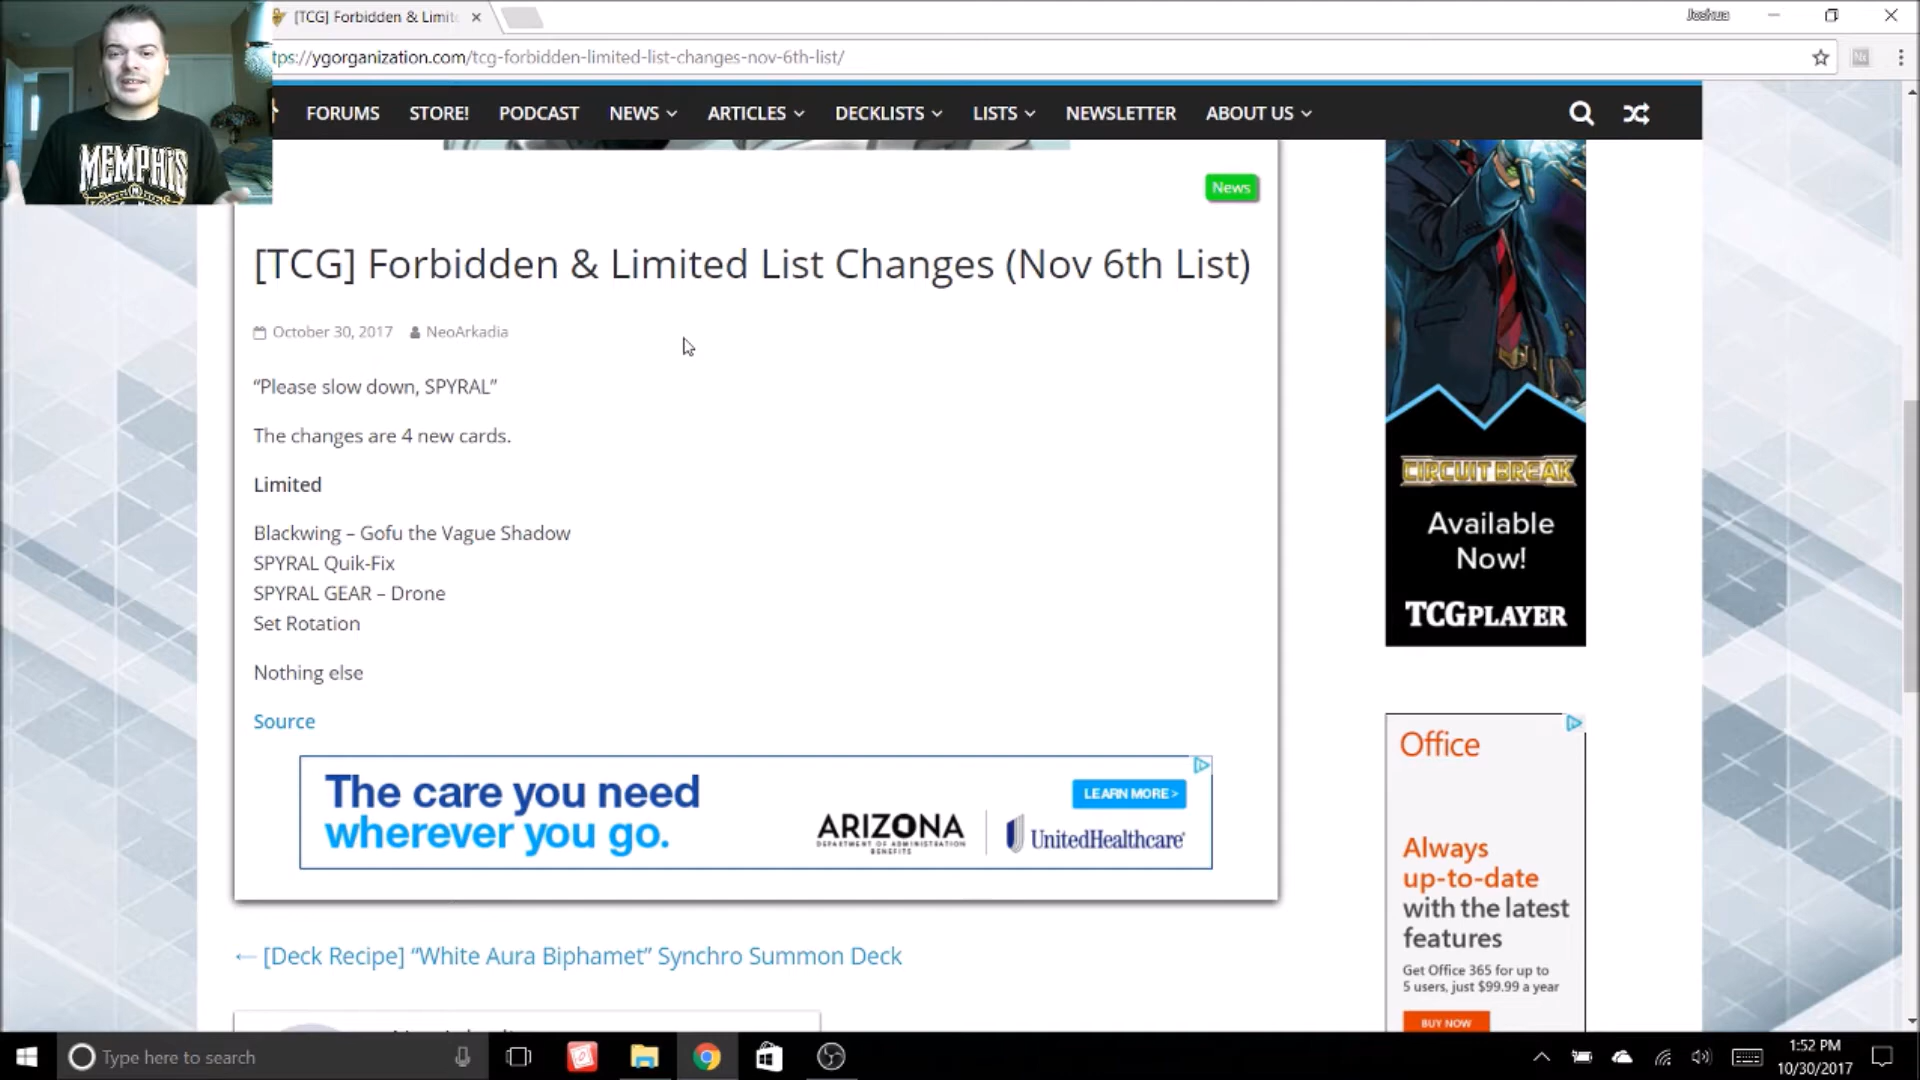 [TCG] Forbidden & Limit
Joshua
tps://ygorganization.com/tcg-forbidden-limited-list-changes-nov-6th-list/
FORUMS STORE! PODCAST NEWS ARTICLES DECKLISTS LISTS NEWSLETTER ABOUT US
MEMPHIS
News
[TCG] Forbidden & Limited List Changes (Nov 6th List)
October 30, 2017 NeoArkadia
“Please slow down, SPYRAL”
The changes are 4 new cards.
Limited
Blackwing – Gofu the Vague Shadow
SPYRAL Quik-Fix
SPYRAL GEAR – Drone
Set Rotation
Nothing else
Source
The care you need
wherever you go.
ARIZONA
DEPARTMENT OF ADMINISTRATION
BENEFITS
UnitedHealthcare
LEARN MORE >
← [Deck Recipe] “White Aura Biphamet” Synchro Summon Deck
CIRCUIT BREAK
Available
Now!
TCGPLAYER
Office
Always
up-to-date
with the latest
features
Get Office 365 for up to
5 users, just $99.99 a year
BUY NOW
Type here to search
1:52 PM
10/30/2017